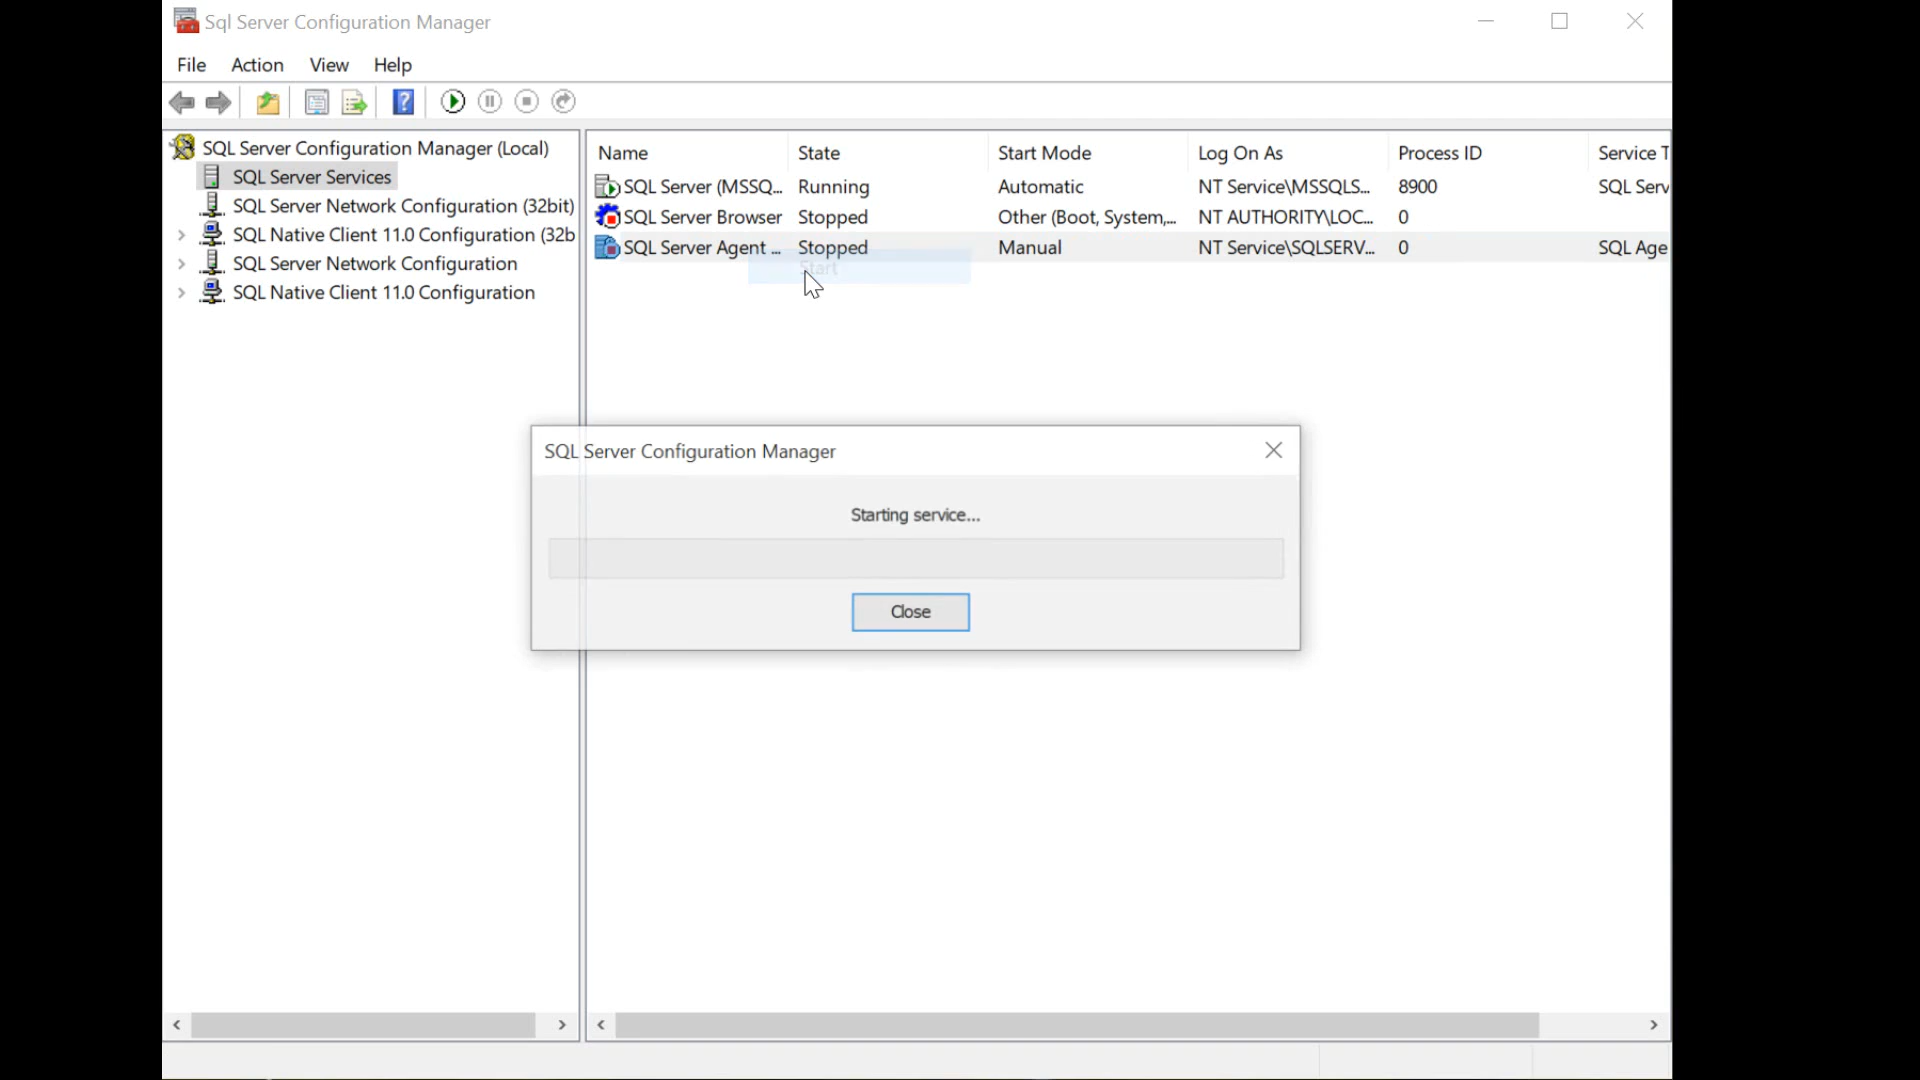 Sql Server Configuration Manager
File Action View Help
SQL Server Configuration Manager (Local)
SQL Server Services
SQL Server Network Configuration (32bit)
SQL Native Client 11.0 Configuration (32b
SQL Server Network Configuration
SQL Native Client 11.0 Configuration
Name State Start Mode Log On As Process ID Service T
SQL Server (MSSQ... Running Automatic NT Service\MSSQLS... 8900 SQL Serv
SQL Server Browser Stopped Other (Boot, System,... NT AUTHORITY\LOC... 0
SQL Server Agent ... Stopped Manual NT Service\SQLSERV... 0 SQL Age
Start
SQL Server Configuration Manager
Starting service...
Close